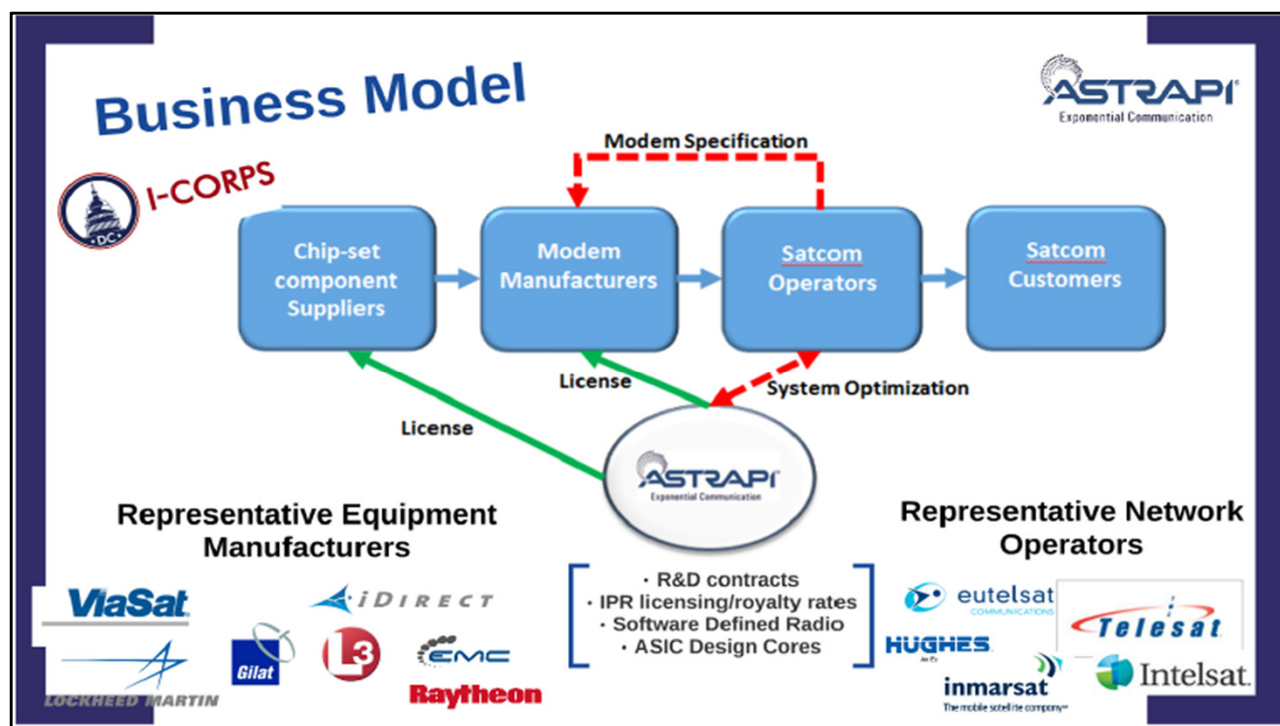 Business Model
ASTRAPI
Exponential Communication
I-CORPS
DC
Modem Specification
Chip-set
component
Suppliers
Modem
Manufacturers
Satcom
Operators
Satcom
Customers
License
License
System Optimization
ASTRAPI
Exponential Communication
Representative Equipment
Manufacturers
Representative Network
Operators
• R&D contracts
• IPR licensing/royalty rates
• Software Defined Radio
• ASIC Design Cores
ViaSat
iDIRECT
Gilat
L3
EMC
LOCKHEED MARTIN
Raytheon
eutelsat
COMMUNICATIONS
Telesat
HUGHES
inmarsat
The mobile satellite company
Intelsat